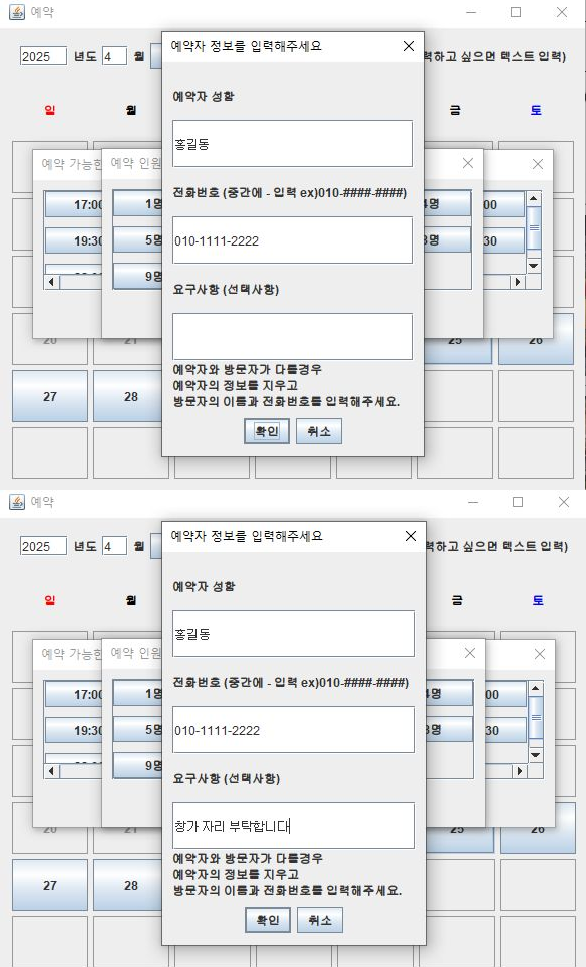 예약
2025 년도 4 월
력하고 싶으면 텍스트 입력)
일 월 금 토
예약 가능한
예약 인원
17:00
19:30
1명
5명
9명
00
30
예약자 정보를 입력해주세요
예약자 성함
홍길동
전화번호 (중간에 - 입력 ex)010-####-####)
010-1111-2222
요구사항 (선택사항)
예약자와 방문자가 다를경우
예약자의 정보를 지우고
방문자의 이름과 전화번호를 입력해주세요.
확인 취소
20 21 25 26
27 28
예약
2025 년도 4 월
력하고 싶으면 텍스트 입력)
일 월 금 토
예약 가능한
예약 인원
17:00
19:30
1명
5명
9명
00
30
예약자 정보를 입력해주세요
예약자 성함
홍길동
전화번호 (중간에 - 입력 ex)010-####-####)
010-1111-2222
요구사항 (선택사항)
창가 자리 부탁합니다
예약자와 방문자가 다를경우
예약자의 정보를 지우고
방문자의 이름과 전화번호를 입력해주세요.
확인 취소
20 21 25 26
27 28